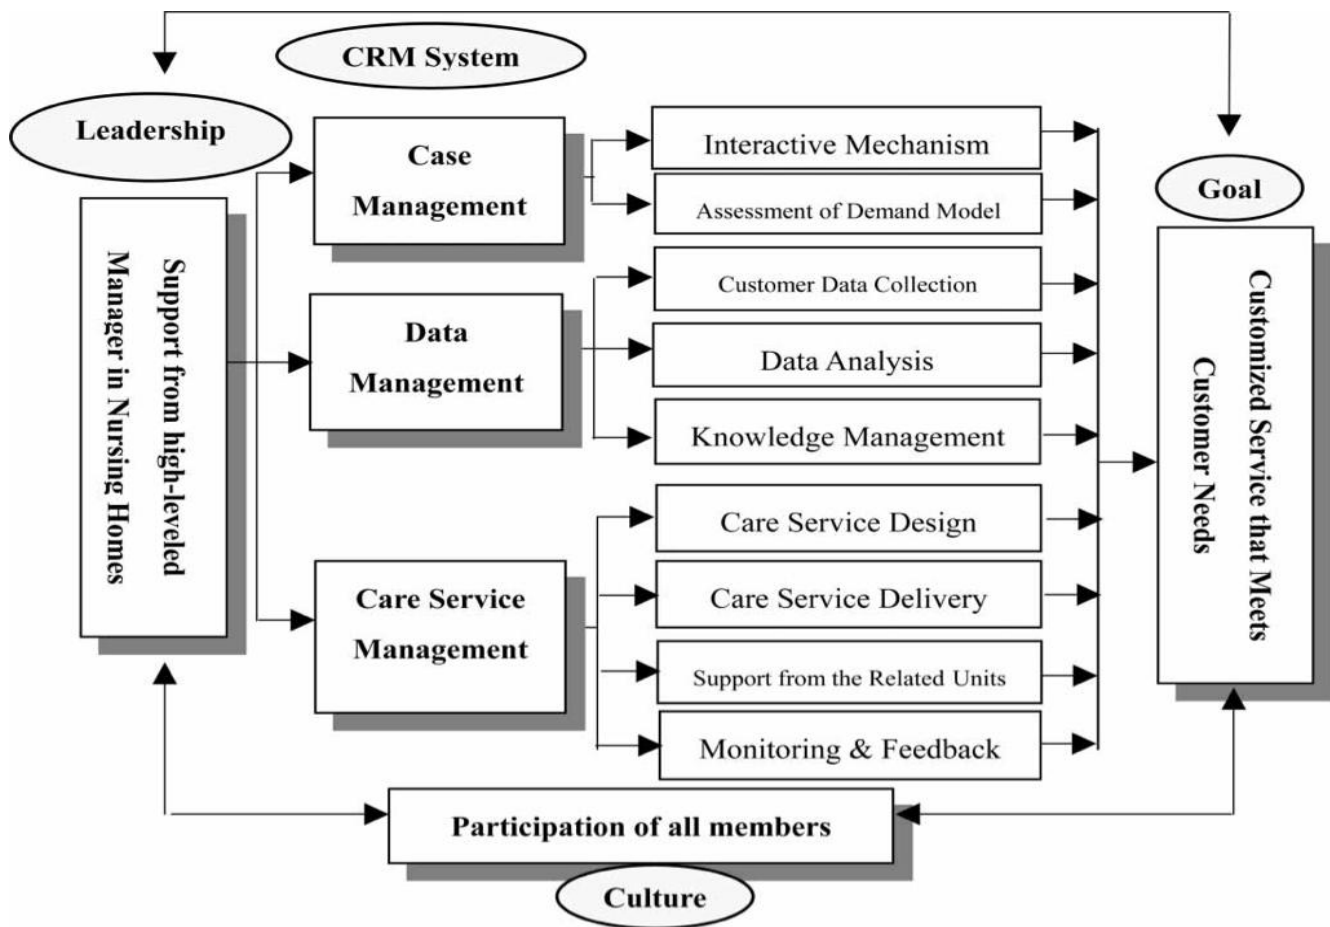 CRM System
Leadership
Support from high-leveled
Manager in Nursing Homes
Case
Management
Data
Management
Care Service
Management
Interactive Mechanism
Assessment of Demand Model
Customer Data Collection
Data Analysis
Knowledge Management
Care Service Design
Care Service Delivery
Support from the Related Units
Monitoring & Feedback
Goal
Customized Service that Meets
Customer Needs
Participation of all members
Culture